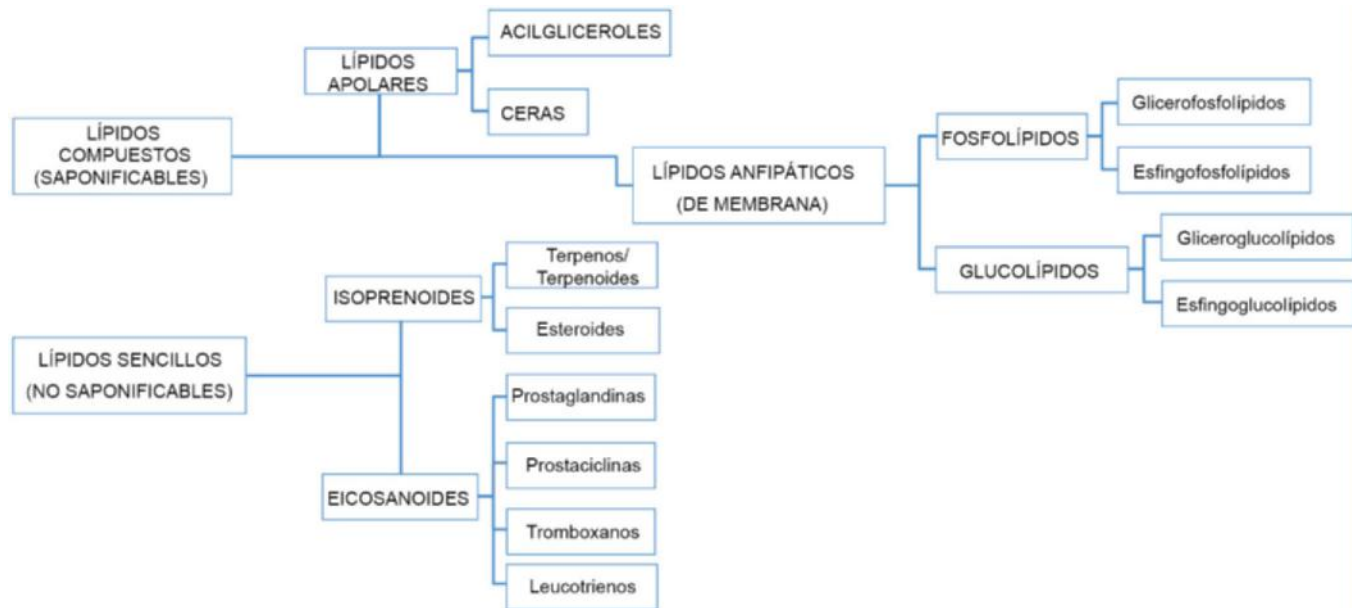 LÍPIDOS
COMPUESTOS
(SAPONIFICABLES)
LÍPIDOS
APOLARES
ACILGLICEROLES
CERAS
LÍPIDOS ANFIPÁTICOS
(DE MEMBRANA)
FOSFOLÍPIDOS
Glicerofosfolípidos
Esfingofosfolípidos
GLUCOLÍPIDOS
Gliceroglucolípidos
Esfingoglucolípidos
LÍPIDOS SENCILLOS
(NO SAPONIFICABLES)
ISOPRENOIDES
Terpenos/
Terpenoides
Esteroides
EICOSANOIDES
Prostaglandinas
Prostaciclinas
Tromboxanos
Leucotrienos